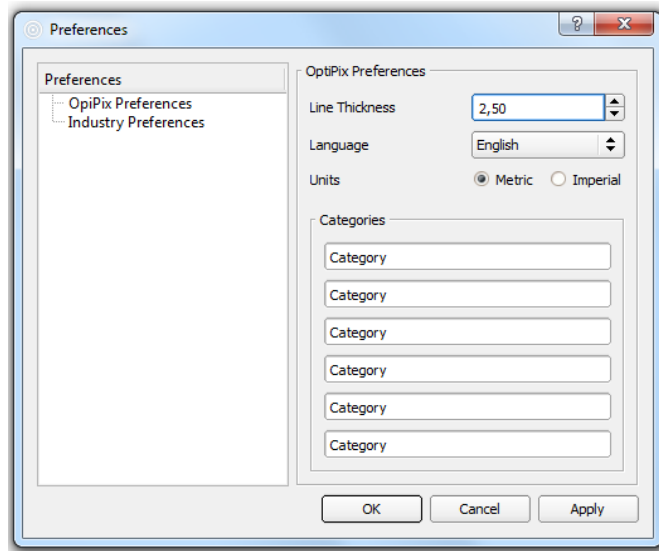 Preferences
Preferences
OpiPix Preferences
Industry Preferences
OptiPix Preferences
Line Thickness 2,50
Language English
Units Metric Imperial
Categories
Category
Category
Category
Category
Category
Category
OK Cancel Apply